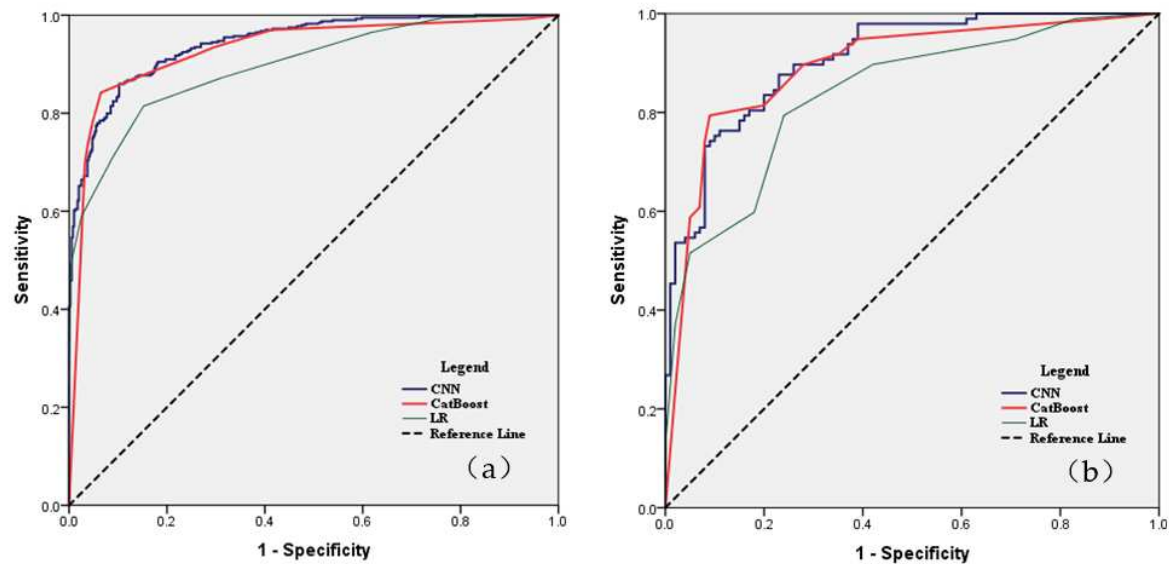 1.0
0.8
0.6
0.4
0.2
0.0
Sensitivity
0.0 0.2 0.4 0.6 0.8 1.0
1 - Specificity
Legend
CNN
CatBoost
LR
Reference Line
（a）
1.0
0.8
0.6
0.4
0.2
0.0
Sensitivity
0.0 0.2 0.4 0.6 0.8 1.0
1 - Specificity
Legend
CNN
CatBoost
LR
Reference Line
（b）